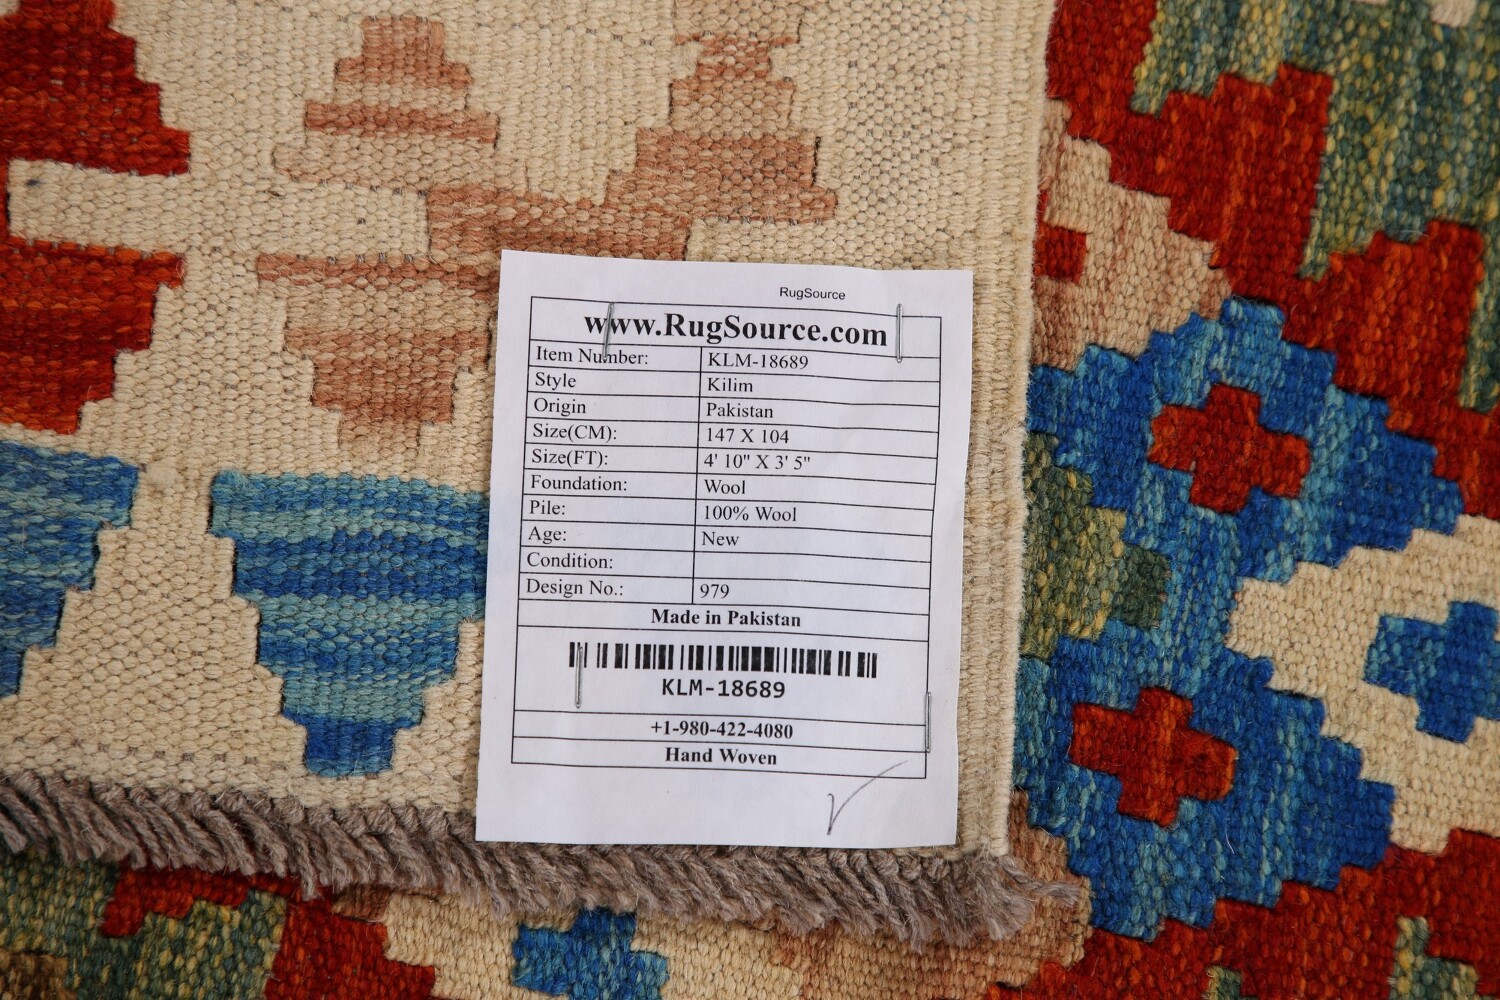 RugSource
www.RugSource.com
Item Number: KLM-18689
Style Kilim
Origin Pakistan
Size(CM): 147 X 104
Size(FT): 4' 10" X 3' 5"
Foundation: Wool
Pile: 100% Wool
Age: New
Condition:
Design No.: 979
Made in Pakistan
KLM-18689
+1-980-422-4080
Hand Woven